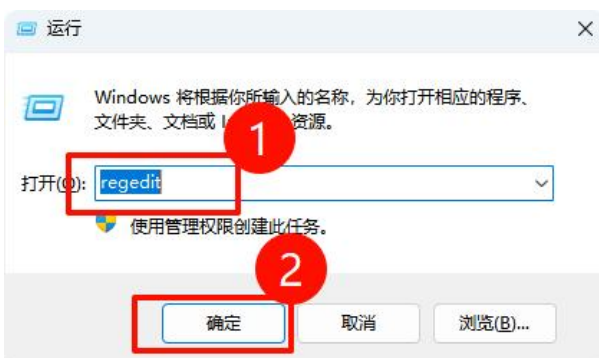 运行
Windows 将根据你所输入的名称，为你打开相应的程序、
文件夹、文档或 资源。
1
打开(O): regedit
使用管理权限创建此任务。
2
确定 取消 浏览(B)...